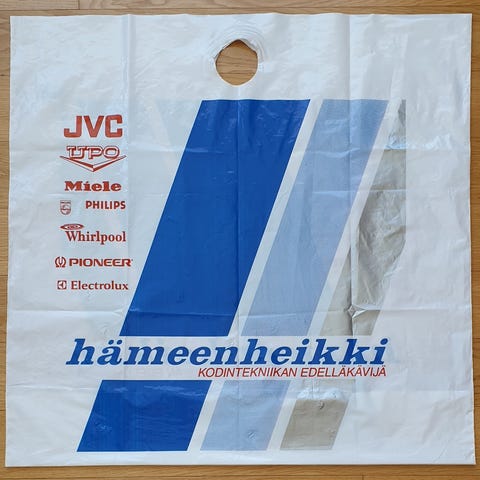 JVC
UPO
Miele
PHILIPS
Whirlpool
PIONEER
Electrolux
hämeenheikki
KODINTEKNIIKAN EDELLÄKÄVIJÄ